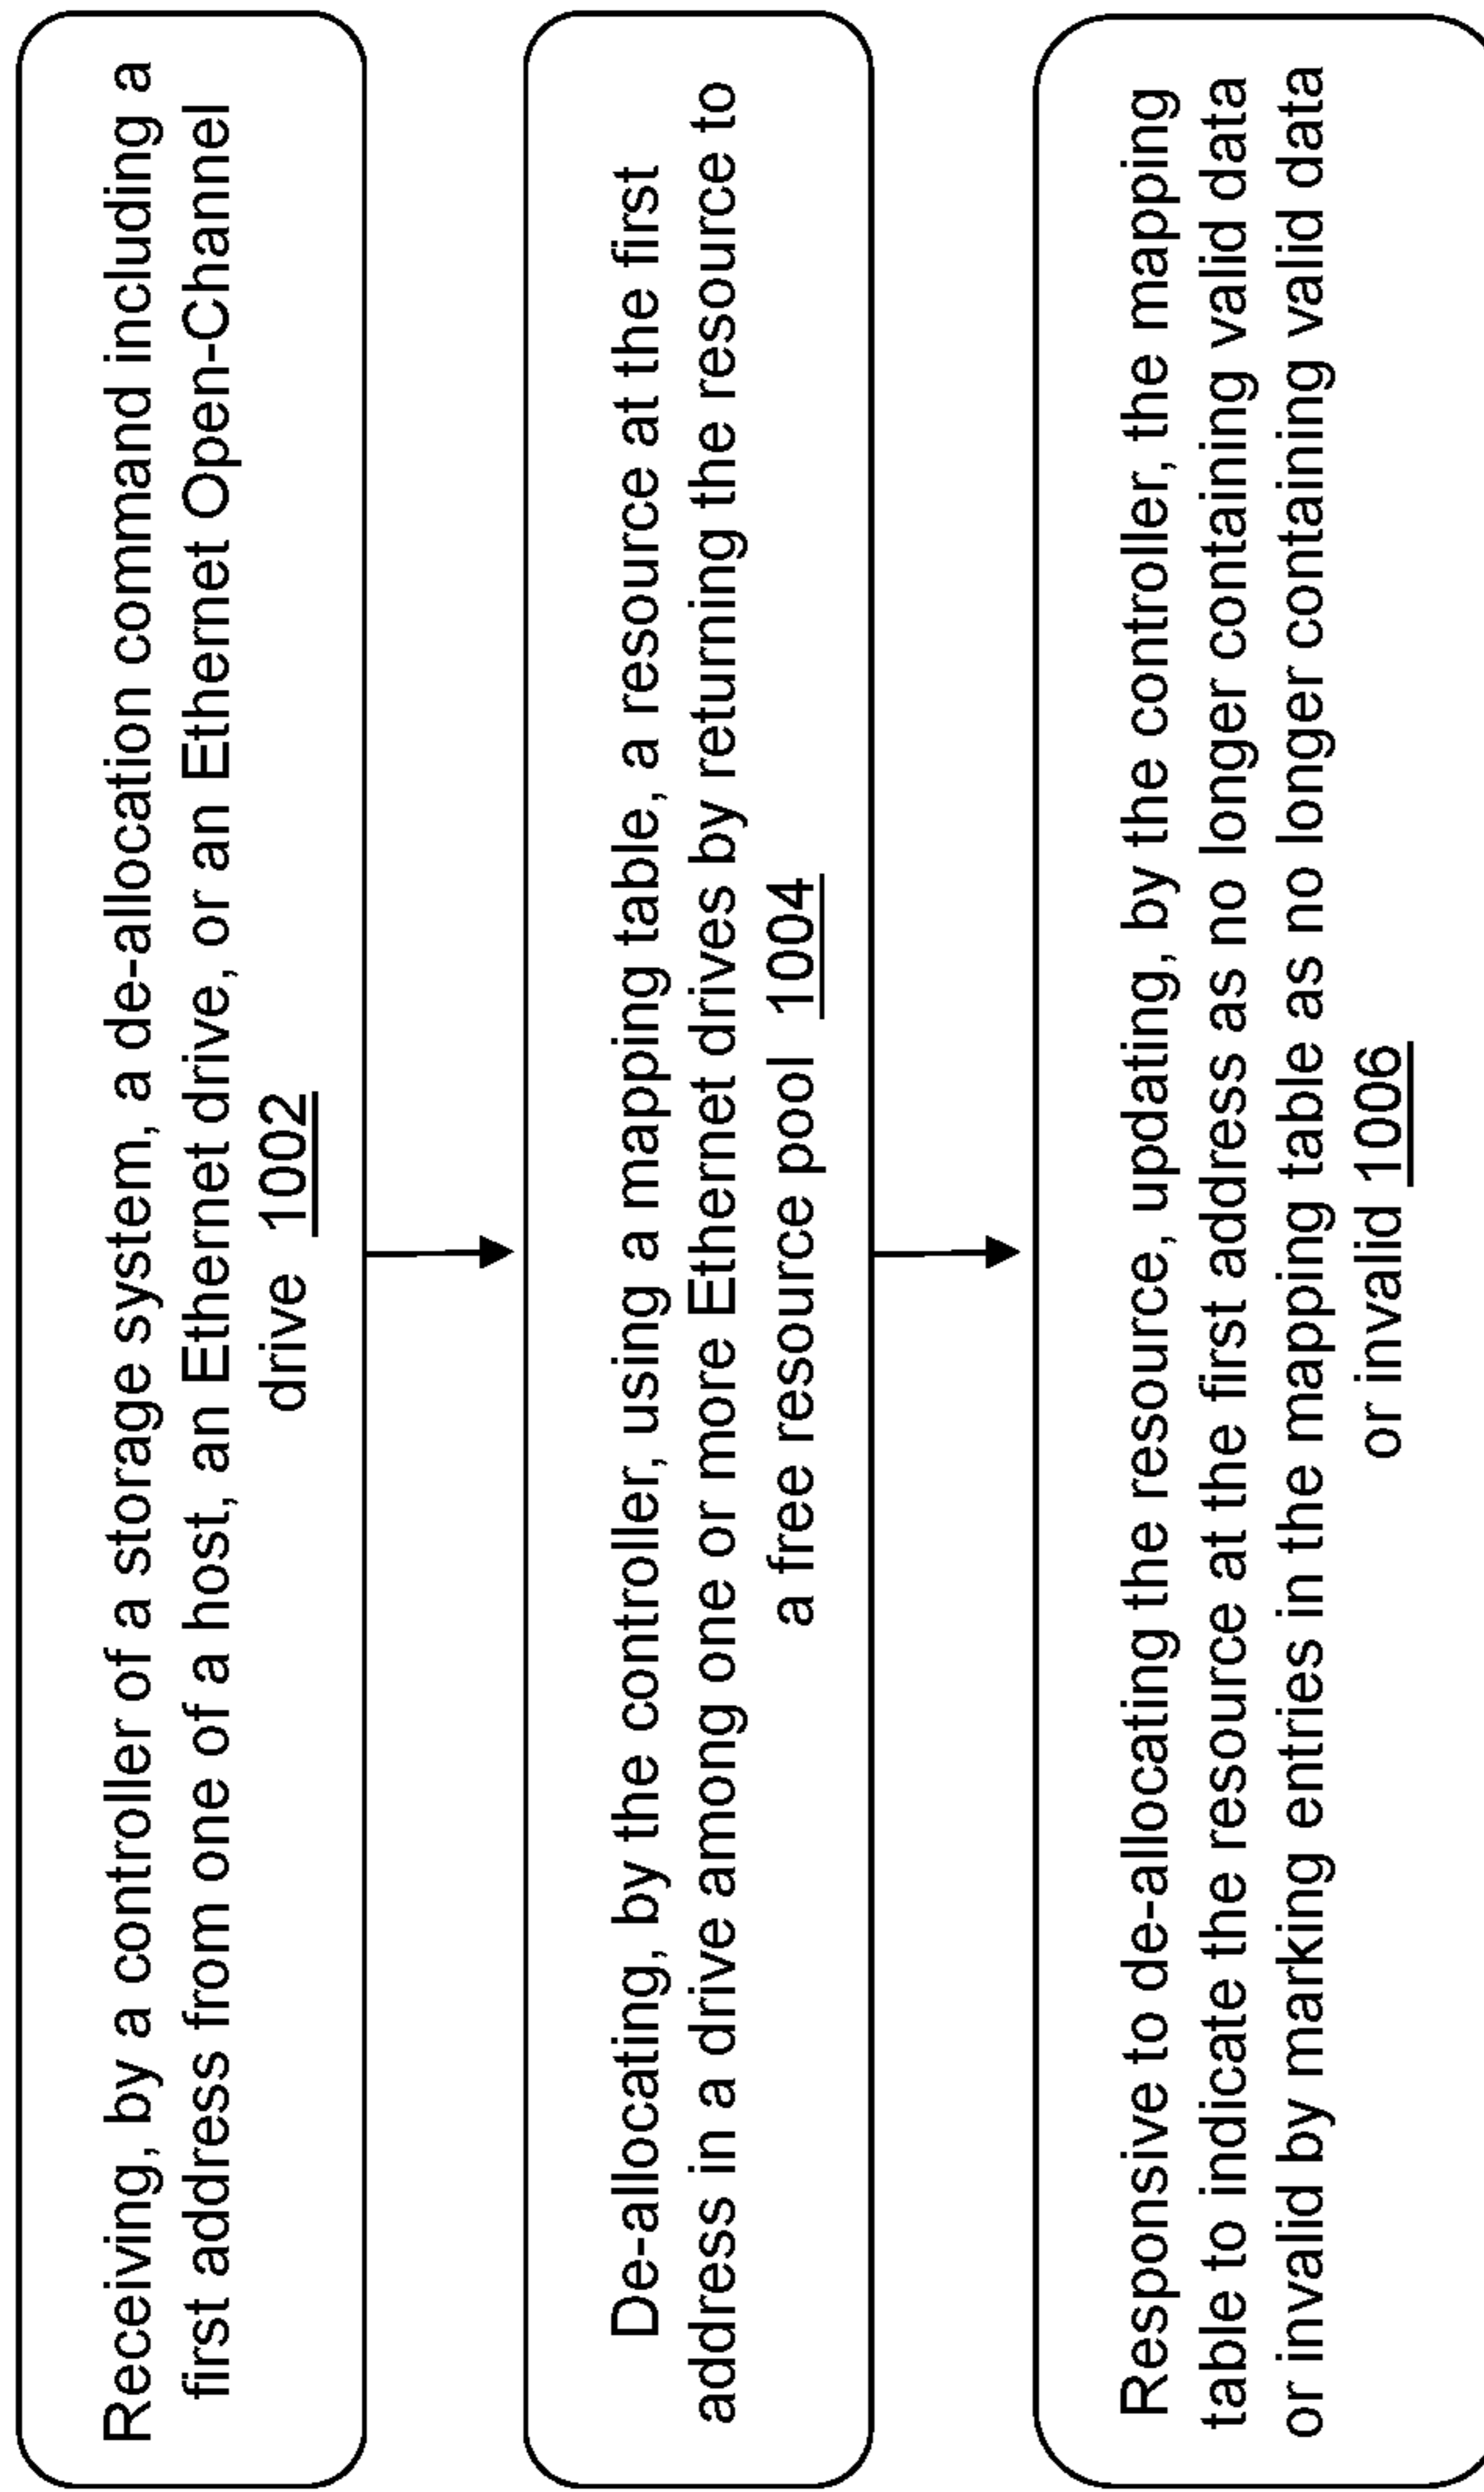 Receiving, by a controller of a storage system, a de-allocation command including a
first address from one of a host, an Ethernet drive, or an Ethernet Open-Channel
drive 1002
De-allocating, by the controller, using a mapping table, a resource at the first
address in a drive among one or more Ethernet drives by returning the resource to
a free resource pool 1004
Responsive to de-allocating the resource, updating, by the controller, the mapping
table to indicate the resource at the first address as no longer containing valid data
or invalid by marking entries in the mapping table as no longer containing valid data
or invalid 1006